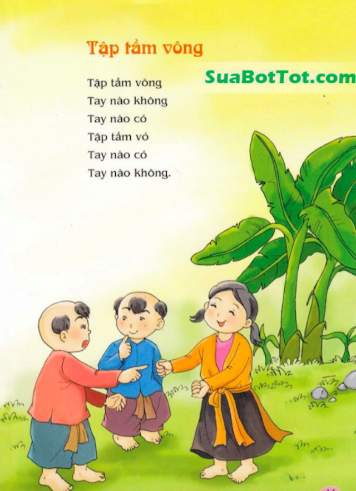 Tập tầm vông
SuaBotTot.com
Tập tầm vông
Tay nào không
Tay nào có
Tập tầm vó
Tay nào có
Tay nào không.